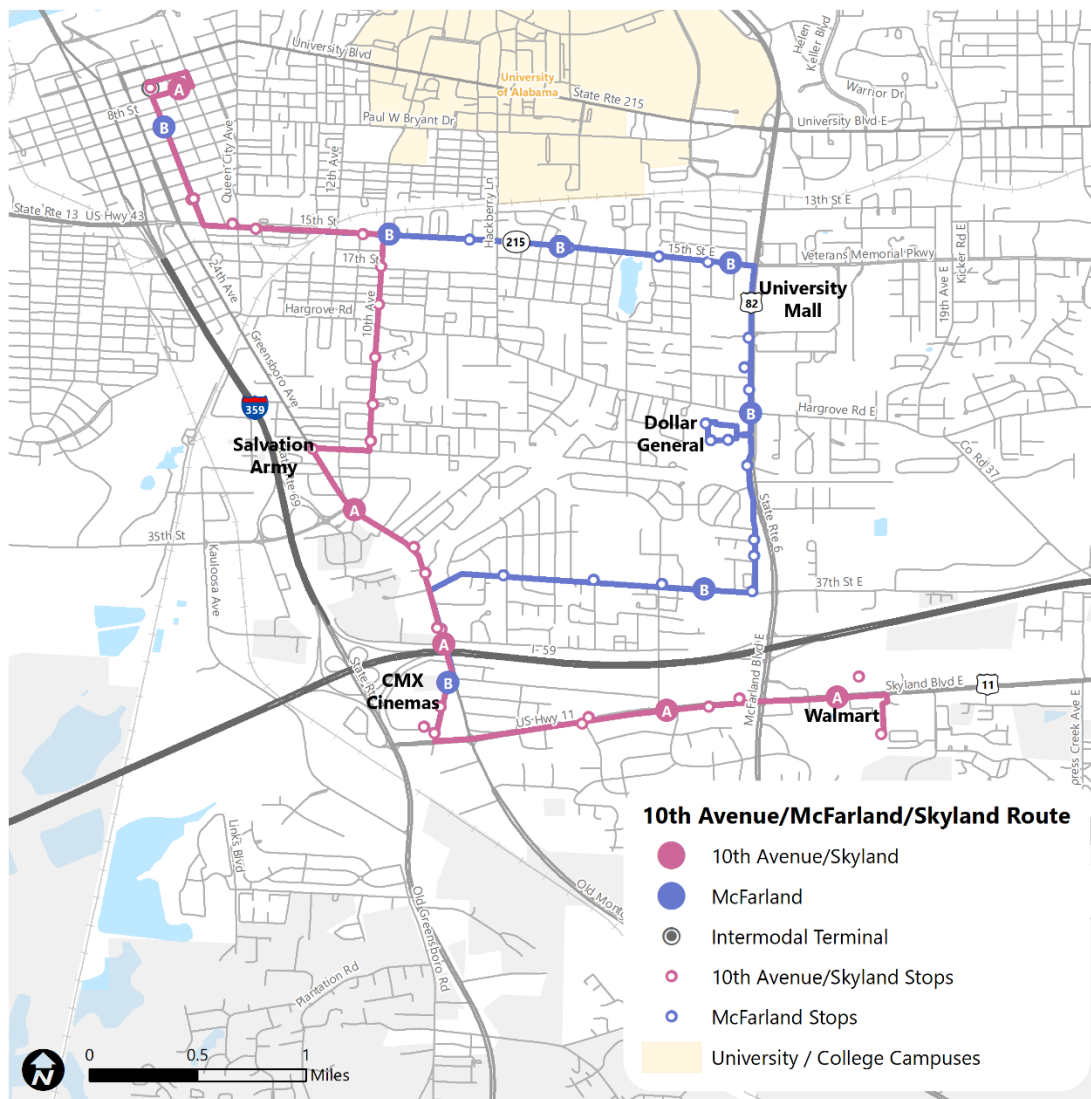 University Blvd
Helen
Keller Blvd
University
of Alabama
State Rte 215
Warrior Dr
A
8th St
Paul W Bryant Dr
University Blvd E
B
Queen City Ave
12th Ave
Hackberry Ln
13th St E
State Rte 13
US Hwy 43
15th St
B
215
B
15th St E
B
Veterans Memorial Pkwy
Kicker Rd E
17th St
24th Ave
University
Mall
82
19th Ave E
Hargrove Rd
10th Ave
Greensboro Ave
359
B
Hargrove Rd E
Dollar
General
Salvation
Army
Co Rd 37
A
State Rte 6
35th St
Kauloosa Ave
37th St E
B
A
I-59
McFarland Blvd E
CMX
Cinemas
B
Skyland Blvd E
11
A
A
Walmart
US Hwy 11
Links Blvd
Old Greensboro Rd
Plantation Rd
10th Avenue/McFarland/Skyland Route
10th Avenue/Skyland
McFarland
Intermodal Terminal
10th Avenue/Skyland Stops
McFarland Stops
University / College Campuses
N
0 0.5 1
Miles